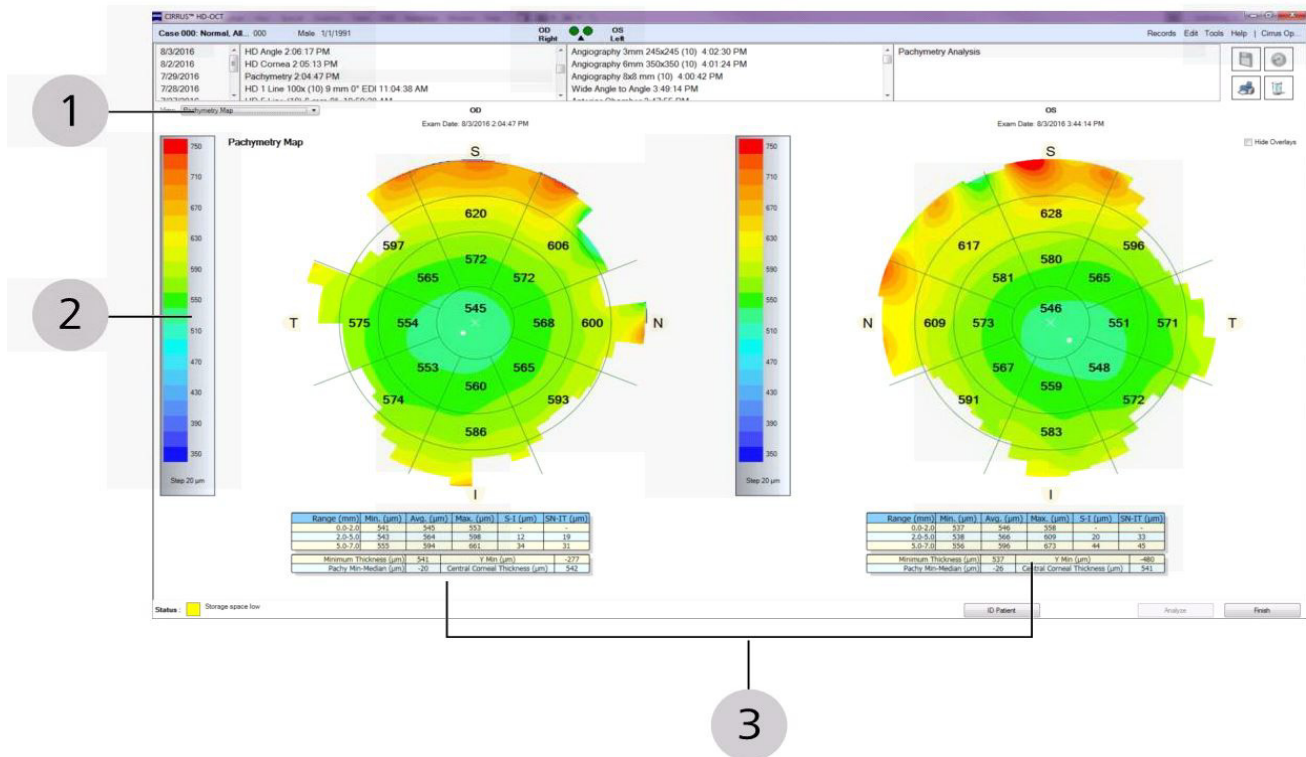 CIRRUS™ HD-OCT
Case 000: Normal, All... 000 Male 1/1/1991
OD Right
OS Left
Records Edit Tools Help | Cirrus Op...
8/3/2016
8/2/2016
7/29/2016
7/28/2016
7/27/2016
HD Angle 2:06:17 PM
HD Cornea 2:05:13 PM
Pachymetry 2:04:47 PM
HD 1 Line 100x (10) 9 mm 0° EDI 11:04:38 AM
Angiography 3mm 245x245 (10) 4:02:30 PM
Angiography 6mm 350x350 (10) 4:01:24 PM
Angiography 8x8 mm (10) 4:00:42 PM
Wide Angle to Angle 3:49:14 PM
Pachymetry Analysis
1
View Pachymetry Map
OD
Exam Date: 8/3/2016 2:04:47 PM
OS
Exam Date: 8/3/2016 3:44:14 PM
Hide Overlays
Pachymetry Map
2
750
710
670
630
590
550
510
470
430
390
350
Step 20 µm
S
620
597 606
572
565 572
545
T 575 554 568 600 N
553 565
560
574 593
586
I
750
710
670
630
590
550
510
470
430
390
350
Step 20 µm
S
628
617 596
580
581 565
546
N 609 573 551 571 T
567 548
559
591 572
583
I
Range (mm) Min. (µm) Avg. (µm) Max. (µm) S-I (µm) SN-IT (µm)
0.0-2.0 541 545 553 - -
2.0-5.0 543 564 598 12 19
5.0-7.0 555 594 661 34 31
Minimum Thickness (µm) 541 Y Min (µm) -277
Pachy Min-Median (µm) -20 Central Corneal Thickness (µm) 542
Range (mm) Min. (µm) Avg. (µm) Max. (µm) S-I (µm) SN-IT (µm)
0.0-2.0 537 546 558 - -
2.0-5.0 538 566 609 20 33
5.0-7.0 556 596 673 44 45
Minimum Thickness (µm) 537 Y Min (µm) -480
Pachy Min-Median (µm) -26 Central Corneal Thickness (µm) 541
Status : Storage space low
ID Patient
Analyze
Finish
3